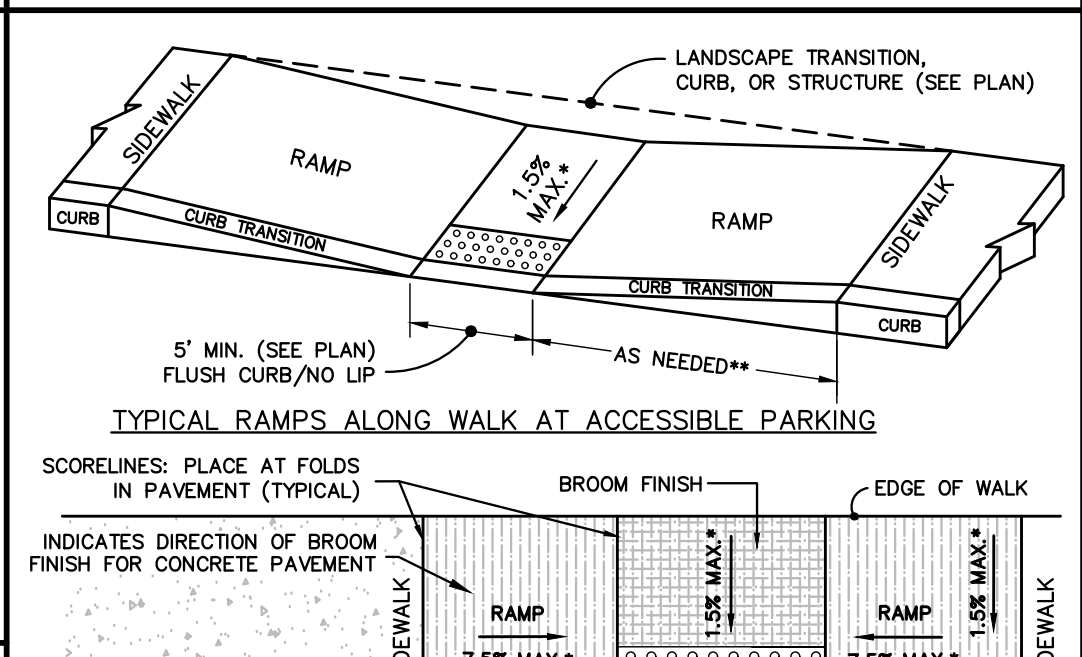 LANDSCAPE TRANSITION,
CURB, OR STRUCTURE (SEE PLAN)
SIDEWALK
RAMP
1.5%
MAX.*
RAMP
SIDEWALK
CURB
CURB TRANSITION
CURB TRANSITION
CURB
5' MIN. (SEE PLAN)
FLUSH CURB/NO LIP
AS NEEDED**
TYPICAL RAMPS ALONG WALK AT ACCESSIBLE PARKING
SCORELINES: PLACE AT FOLDS
IN PAVEMENT (TYPICAL)
BROOM FINISH
EDGE OF WALK
INDICATES DIRECTION OF BROOM
FINISH FOR CONCRETE PAVEMENT
1.5% MAX.*
1.5% MAX.*
RAMP
RAMP